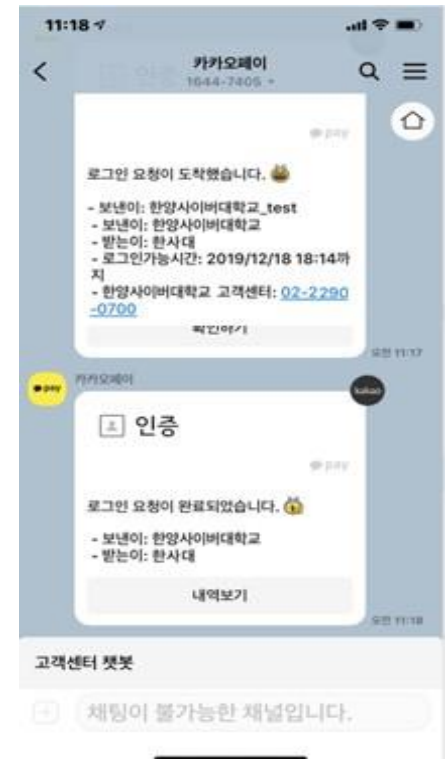 11:18
카카오페이
1644-7405
pay
로그인 요청이 도착했습니다.
- 보낸이: 한양사이버대학교_test
- 보낸이: 한양사이버대학교
- 받는이: 한사대
- 로그인가능시간: 2019/12/18 18:14까
지
- 한양사이버대학교 고객센터: 02-2290
-0700
확인하기
오전 11:17
pay
카카오페이
kakao
인증
pay
로그인 요청이 완료되었습니다.
- 보낸이: 한양사이버대학교
- 받는이: 한사대
내역보기
오전 11:18
고객센터 챗봇
채팅이 불가능한 채널입니다.